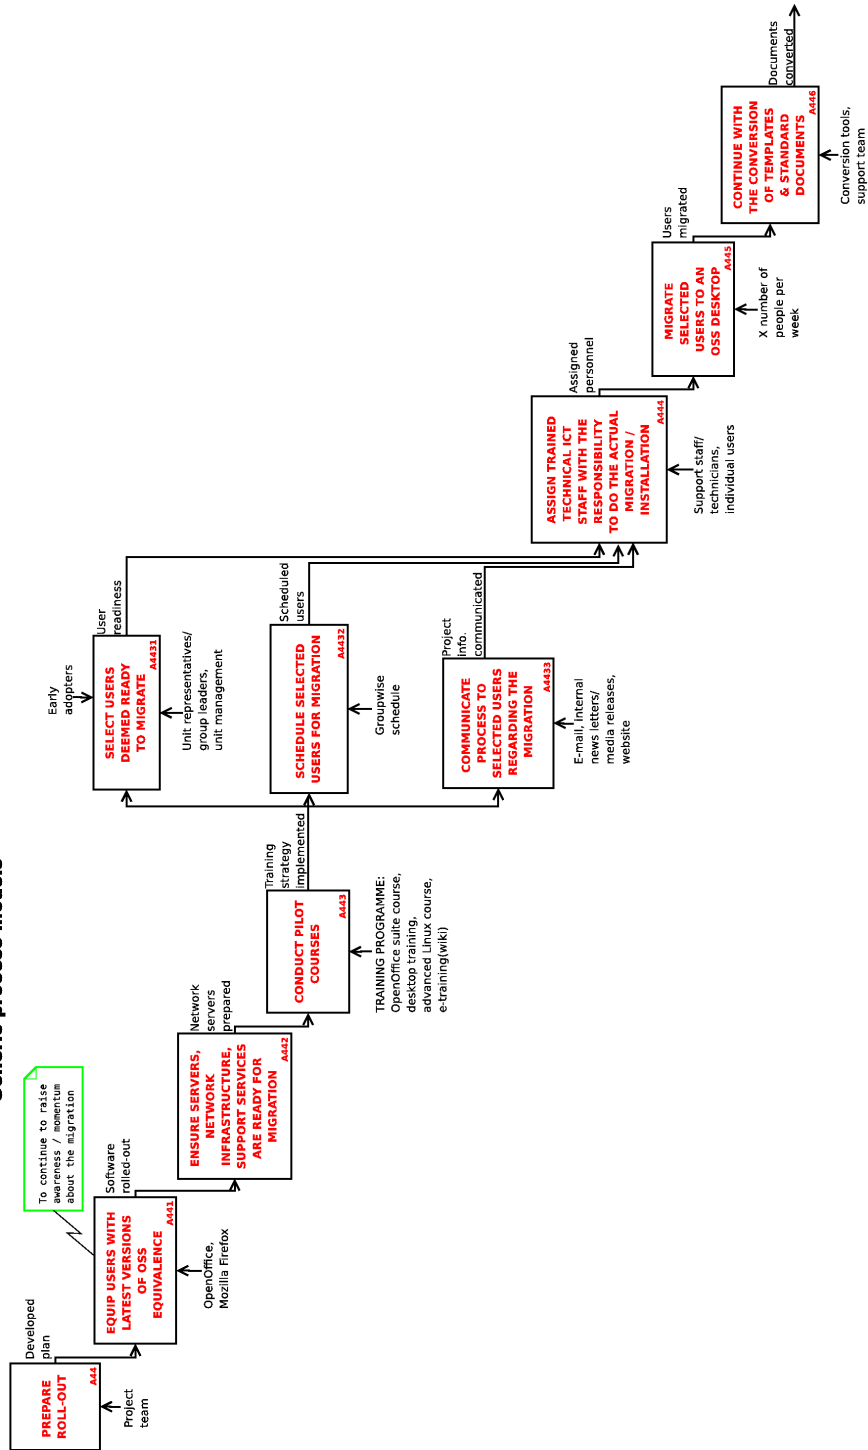 Generic process models
PREPARE
ROLL-OUT
A44
Developed
plan
Project
team
To continue to raise
awareness / momentum
about the migration
EQUIP USERS WITH
LATEST VERSIONS
OF OSS
EQUIVALENCE
A441
Software
rolled-out
OpenOffice,
Mozilla Firefox
ENSURE SERVERS,
NETWORK
INFRASTRUCTURE,
SUPPORT SERVICES
ARE READY FOR
MIGRATION
A442
Network
servers
prepared
CONDUCT PILOT
COURSES
A443
Training
strategy
implemented
TRAINING PROGRAMME:
OpenOffice suite course,
desktop training,
advanced Linux course,
e-training(wiki)
Early
adopters
SELECT USERS
DEEMED READY
TO MIGRATE
A4431
User
readiness
Unit representatives/
group leaders,
unit management
SCHEDULE SELECTED
USERS FOR MIGRATION
A4432
Scheduled
users
Groupwise
schedule
COMMUNICATE
PROCESS TO
SELECTED USERS
REGARDING THE
MIGRATION
A4433
Project
info.
communicated
E-mail, internal
news letters/
media releases,
website
ASSIGN TRAINED
TECHNICAL ICT
STAFF WITH THE
RESPONSIBILITY
TO DO THE ACTUAL
MIGRATION /
INSTALLATION
A444
Assigned
personnel
Support staff/
technicians,
individual users
MIGRATE
SELECTED
USERS TO AN
OSS DESKTOP
A445
Users
migrated
X number of
people per
week
CONTINUE WITH
THE CONVERSION
OF TEMPLATES
& STANDARD
DOCUMENTS
A446
Documents
converted
Conversion tools,
support team